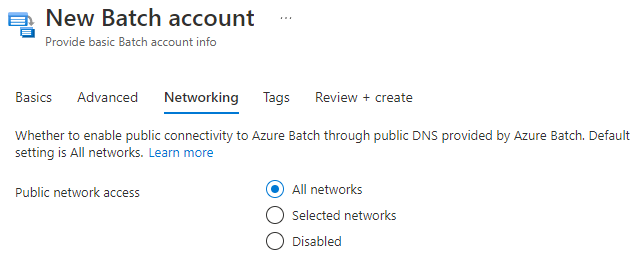 New Batch account ...
Provide basic Batch account info
Basics Advanced Networking Tags Review + create
Whether to enable public connectivity to Azure Batch through public DNS provided by Azure Batch. Default
setting is All networks. Learn more
Public network access
All networks
Selected networks
Disabled